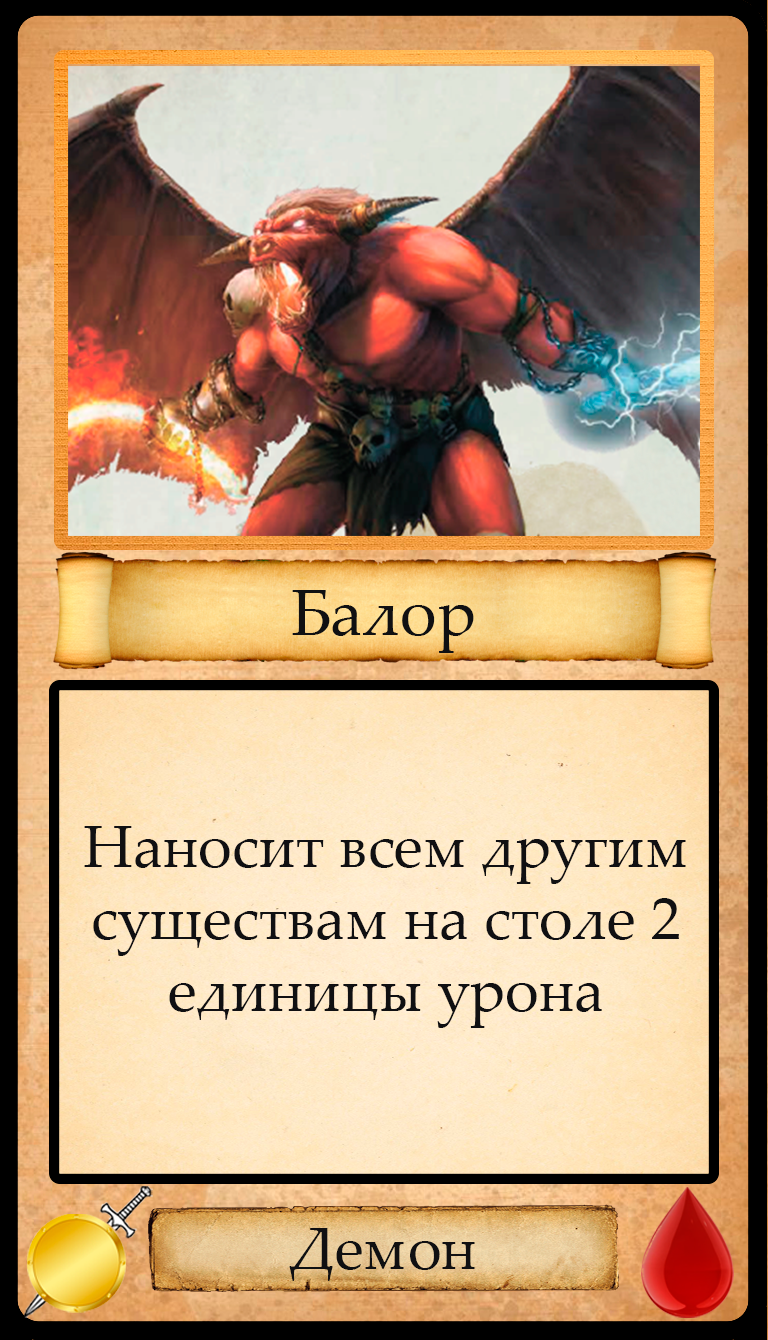 Балор
Наносит всем другим
существам на столе 2
единицы урона
Демон